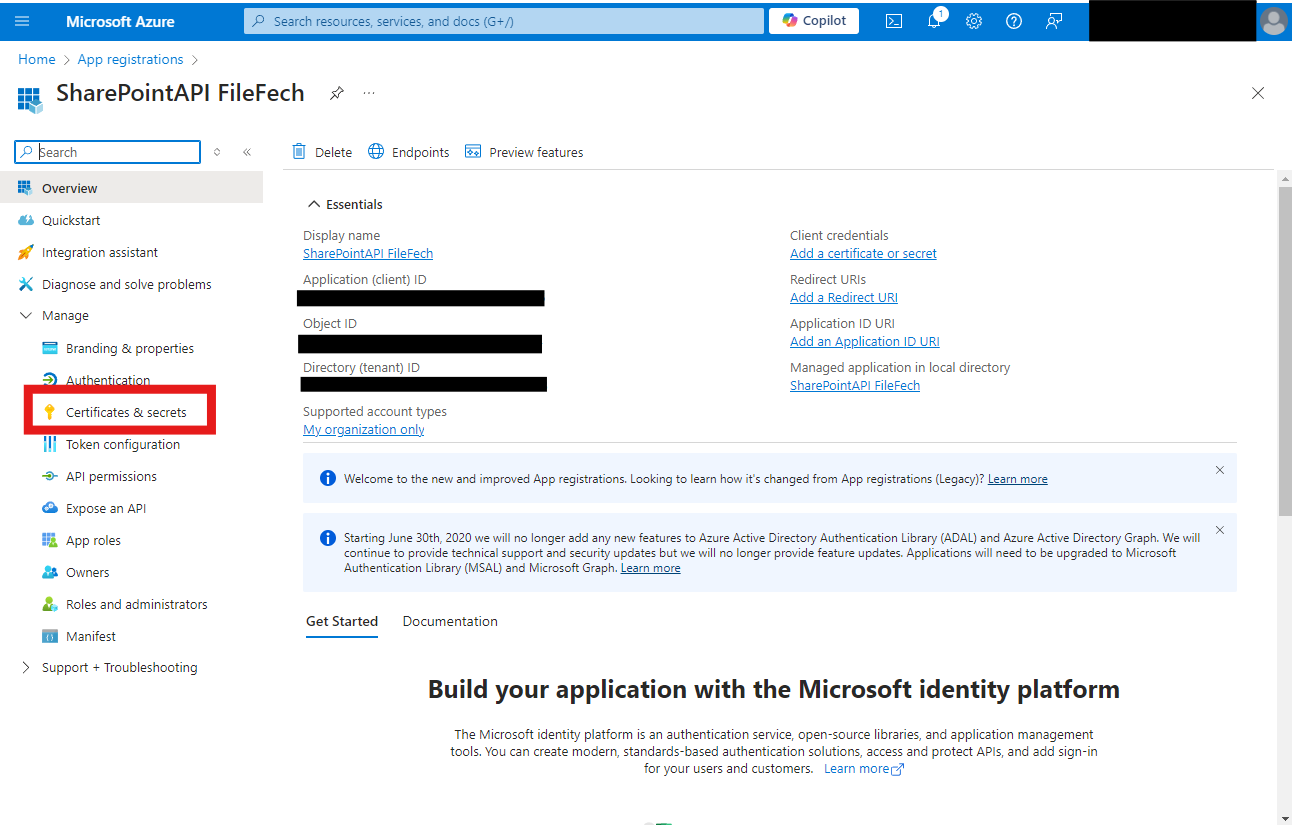 Microsoft Azure
Search resources, services, and docs (G+/)
Copilot
1
Home > App registrations >
SharePointAPI FileFech
Search
Delete
Endpoints
Preview features
Overview
Quickstart
Integration assistant
Diagnose and solve problems
Manage
Branding & properties
Authentication
Certificates & secrets
Token configuration
API permissions
Expose an API
App roles
Owners
Roles and administrators
Manifest
Support + Troubleshooting
Essentials
Display name
SharePointAPI FileFech
Application (client) ID
Object ID
Directory (tenant) ID
Supported account types
My organization only
Client credentials
Add a certificate or secret
Redirect URIs
Add a Redirect URI
Application ID URI
Add an Application ID URI
Managed application in local directory
SharePointAPI FileFech
Welcome to the new and improved App registrations. Looking to learn how it's changed from App registrations (Legacy)? Learn more
Starting June 30th, 2020 we will no longer add any new features to Azure Active Directory Authentication Library (ADAL) and Azure Active Directory Graph. We will
continue to provide technical support and security updates but we will no longer provide feature updates. Applications will need to be upgraded to Microsoft
Authentication Library (MSAL) and Microsoft Graph. Learn more
Get Started
Documentation
Build your application with the Microsoft identity platform
The Microsoft identity platform is an authentication service, open-source libraries, and application management
tools. You can create modern, standards-based authentication solutions, access and protect APIs, and add sign-in
for your users and customers. Learn more